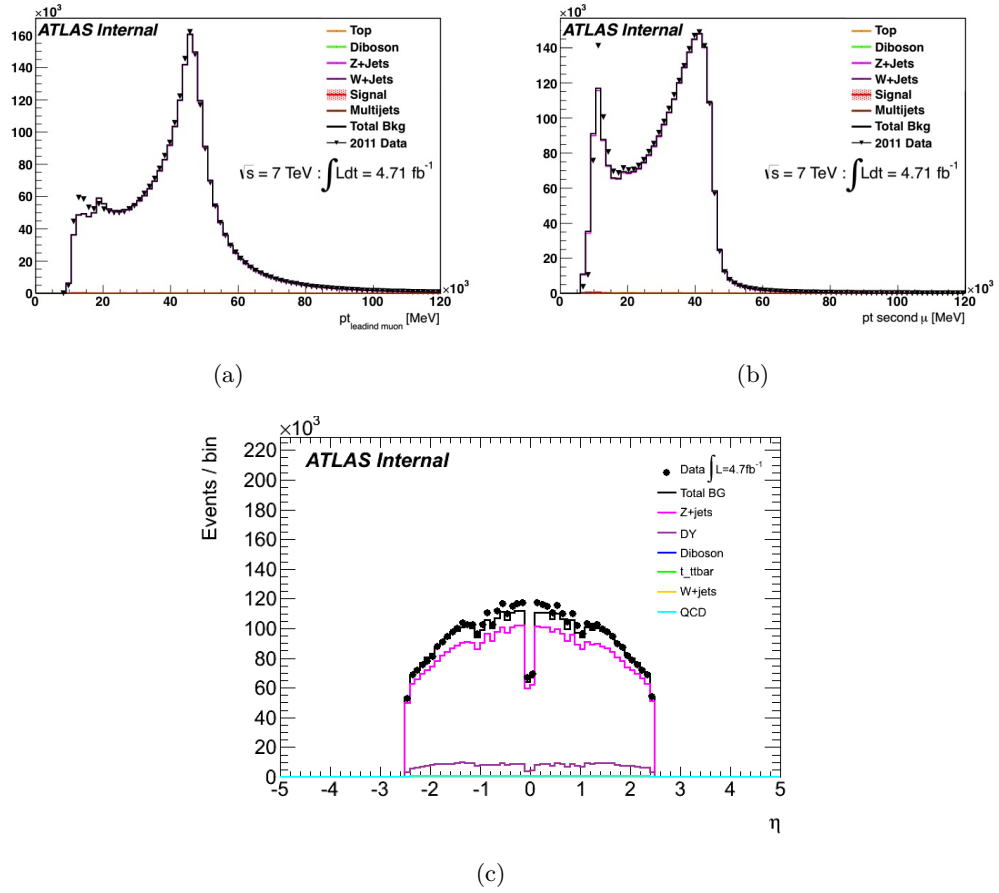 ×10³
160
140
120
100
80
60
40
20
0
ATLAS Internal
Top
Diboson
Z+Jets
W+Jets
Signal
Multijets
Total Bkg
2011 Data
√s = 7 TeV : ∫Ldt = 4.71 fb⁻¹
0 20 40 60 80 100 120
×10³
pt leadind muon [MeV]
(a)
×10³
140
120
100
80
60
40
20
0
ATLAS Internal
Top
Diboson
Z+Jets
W+Jets
Signal
Multijets
Total Bkg
2011 Data
√s = 7 TeV : ∫Ldt = 4.71 fb⁻¹
0 20 40 60 80 100 120
×10³
pt second μ [MeV]
(b)
×10³
Events / bin
220
200
180
160
140
120
100
80
60
40
20
0
ATLAS Internal
Data ∫L=4.7fb⁻¹
Total BG
Z+jets
DY
Diboson
t_ttbar
W+jets
QCD
-5 -4 -3 -2 -1 0 1 2 3 4 5
η
(c)